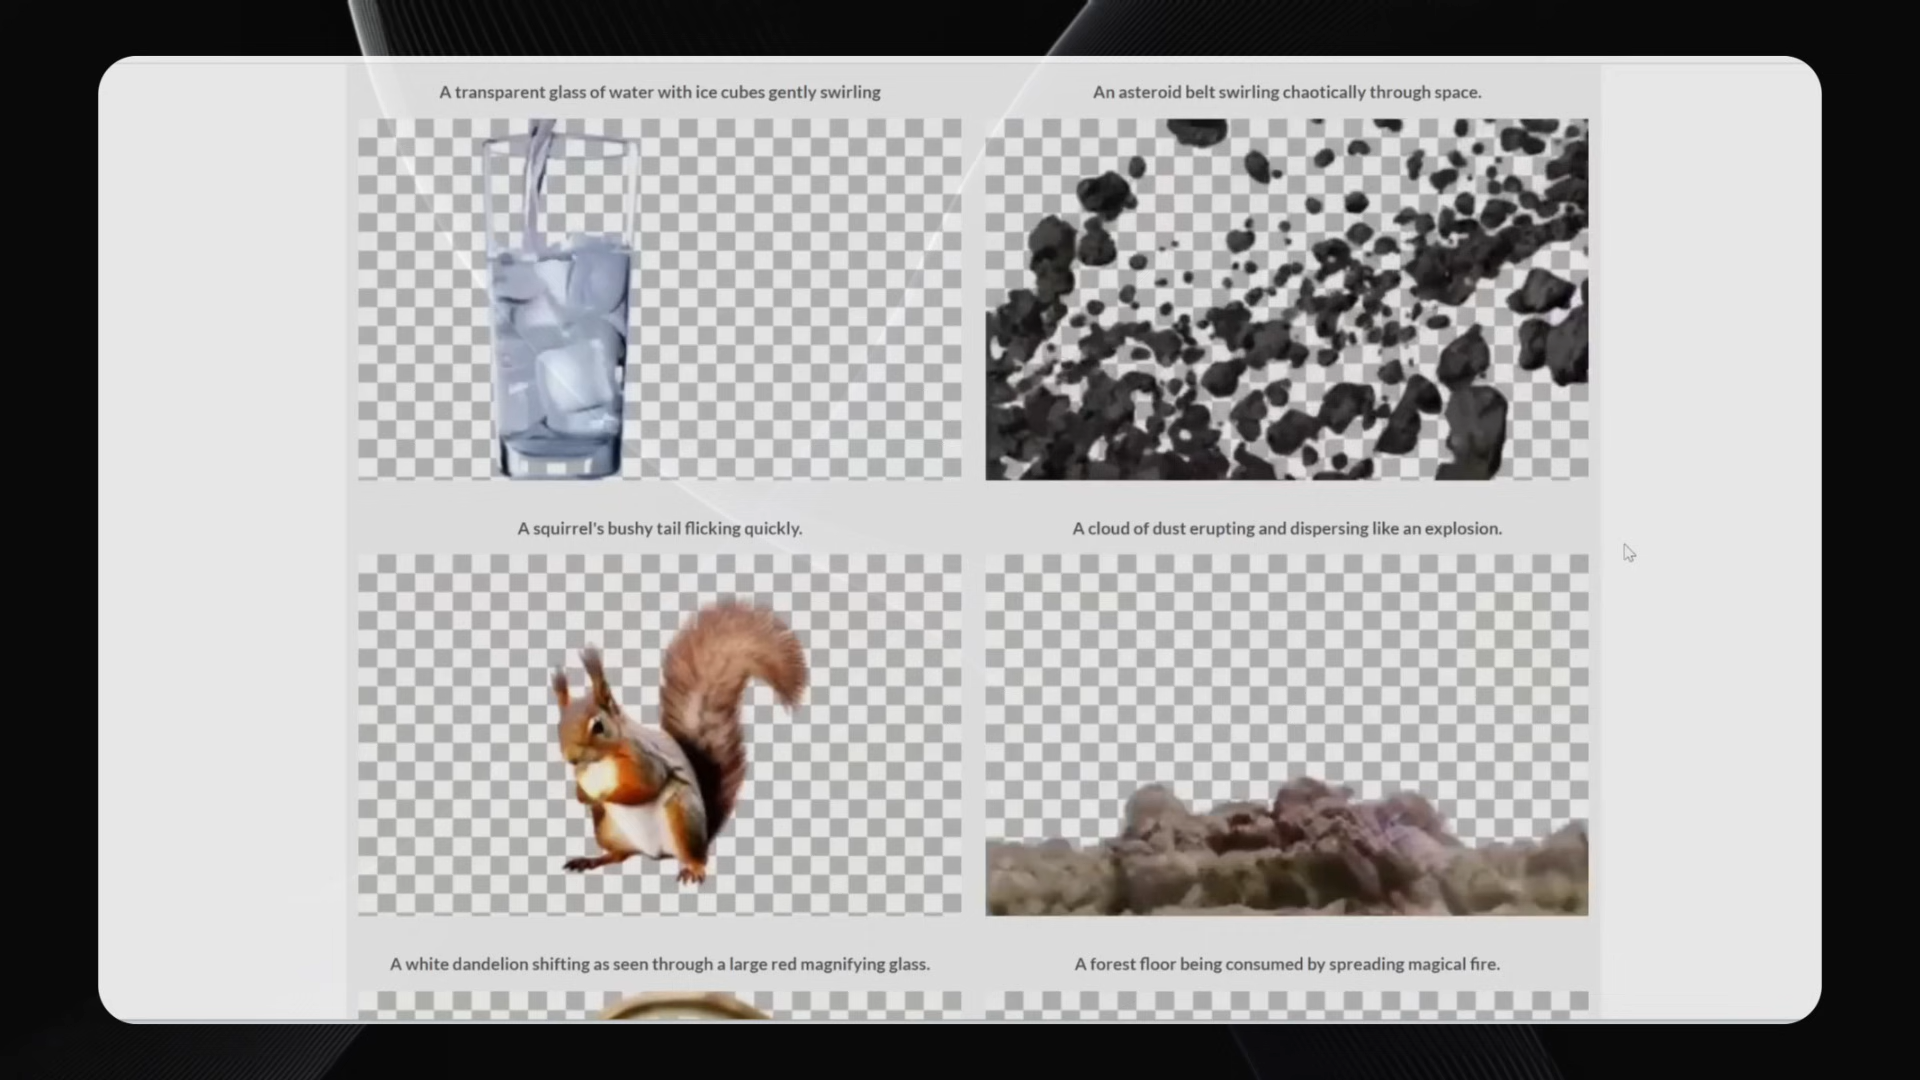 A transparent glass of water with ice cubes gently swirling
An asteroid belt swirling chaotically through space.
A squirrel's bushy tail flicking quickly.
A cloud of dust erupting and dispersing like an explosion.
A white dandelion shifting as seen through a large red magnifying glass.
A forest floor being consumed by spreading magical fire.